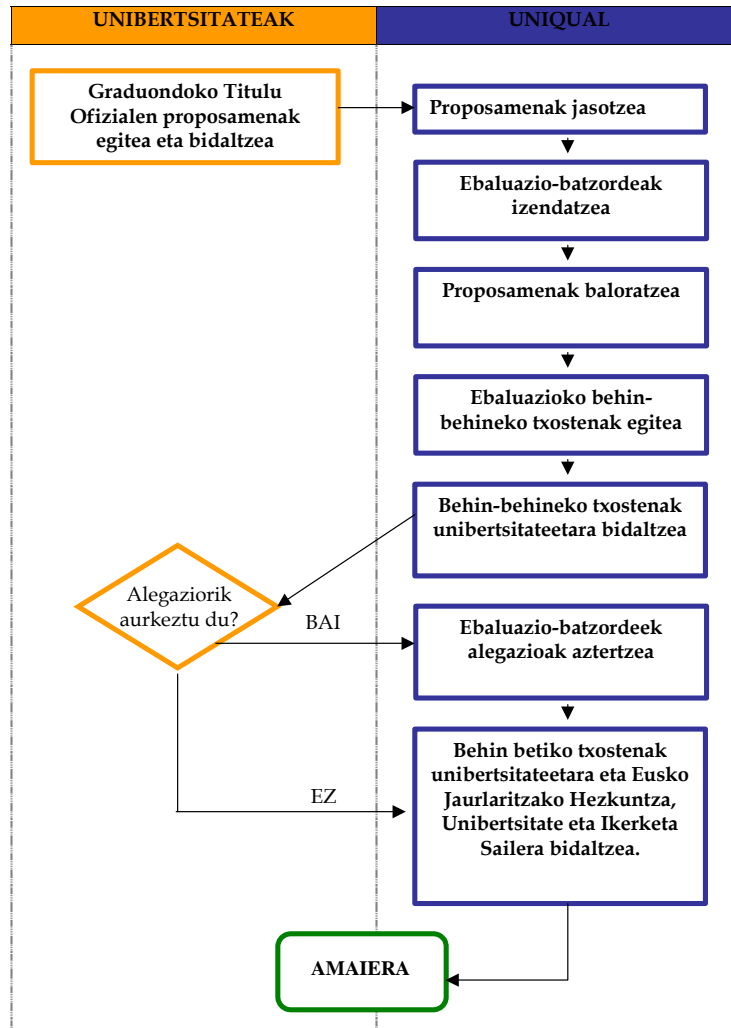 UNIBERTSITATEAK
UNIQUAL
Graduondoko Titulu
Ofizialen proposamenak
egitea eta bidaltzea
Proposamenak jasotzea
Ebaluazio-batzordeak
izendatzea
Proposamenak baloratzea
Ebaluazioko behin-
behineko txostenak egitea
Behin-behineko txostenak
unibertsitateetara bidaltzea
Alegaziorik
aurkeztu du?
BAI
Ebaluazio-batzordeek
alegazioak aztertzea
EZ
Behin betiko txostenak
unibertsitateetara eta Eusko
Jaurlaritzako Hezkuntza,
Unibertsitate eta Ikerketa
Sailera bidaltzea.
AMAIERA